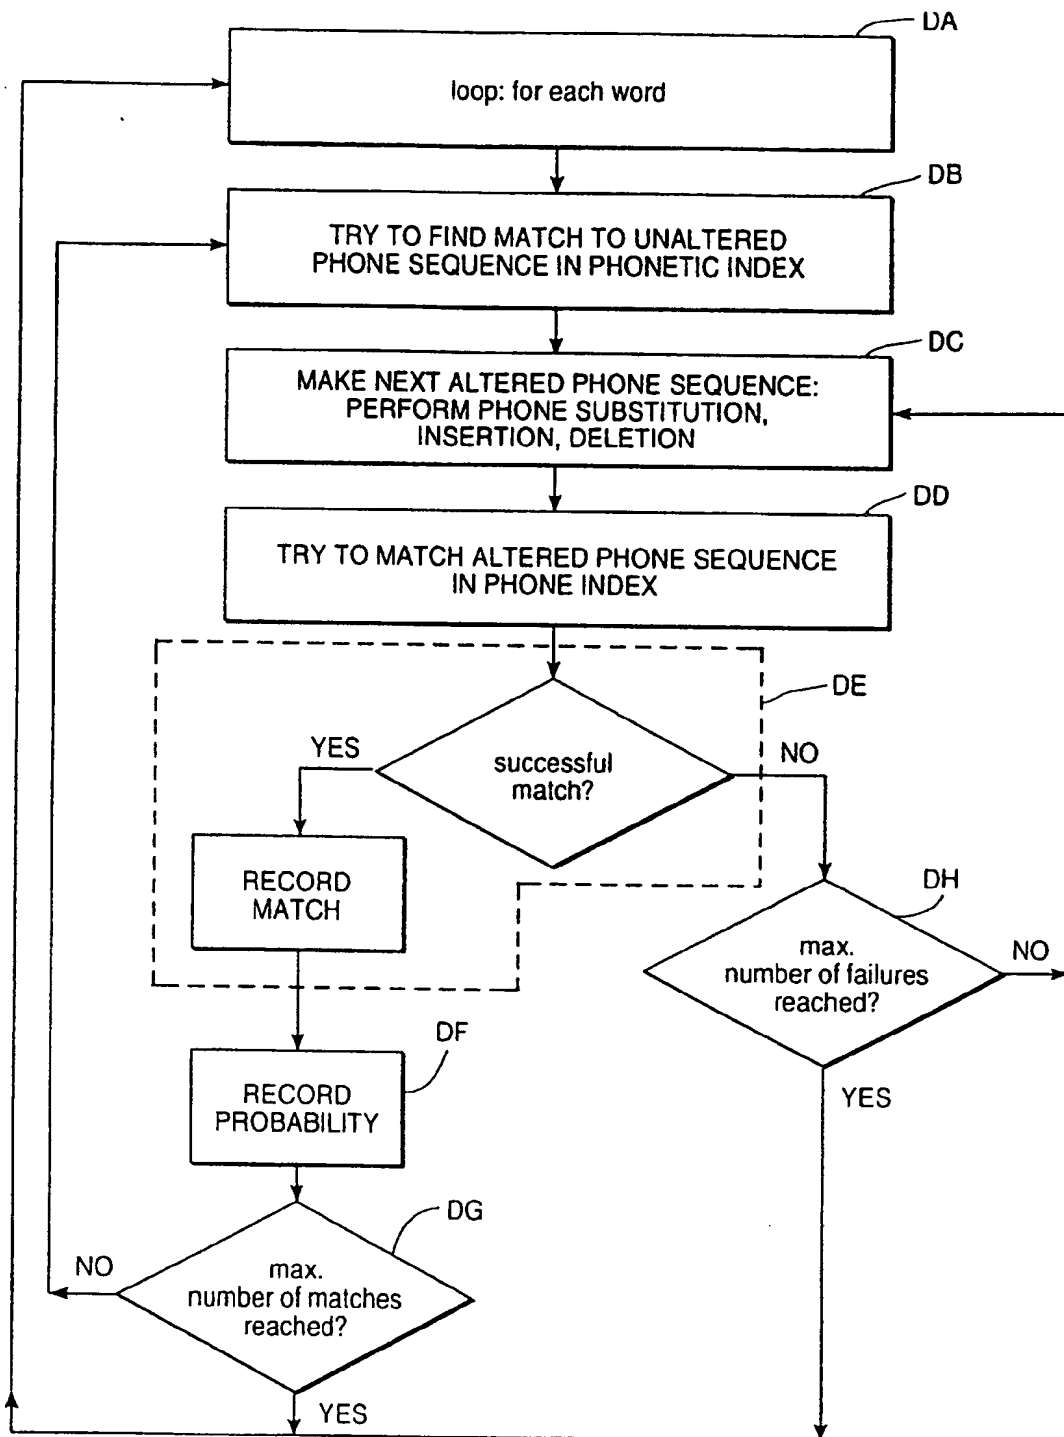 DA
loop: for each word
DB
TRY TO FIND MATCH TO UNALTERED
PHONE SEQUENCE IN PHONETIC INDEX
DC
MAKE NEXT ALTERED PHONE SEQUENCE:
PERFORM PHONE SUBSTITUTION,
INSERTION, DELETION
DD
TRY TO MATCH ALTERED PHONE SEQUENCE
IN PHONE INDEX
DE
YES
successful
match?
NO
RECORD
MATCH
DH
max.
number of failures
reached?
NO
DF
RECORD
PROBABILITY
YES
DG
NO
max.
number of matches
reached?
YES